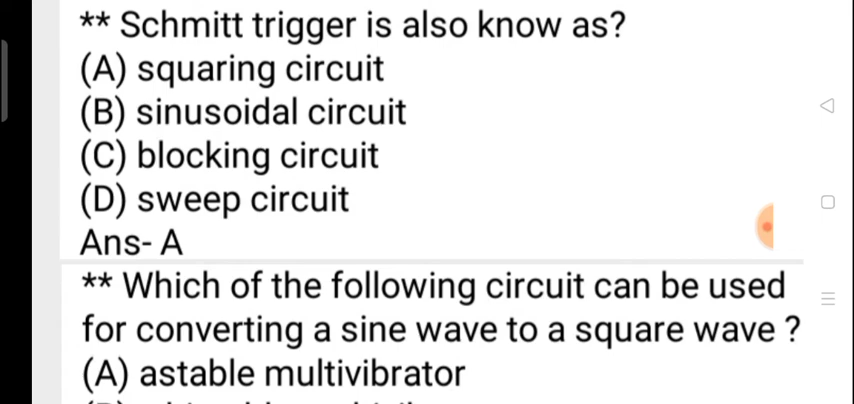 ** Schmitt trigger is also know as?
(A) squaring circuit
(B) sinusoidal circuit
(C) blocking circuit
(D) sweep circuit
Ans- A
** Which of the following circuit can be used
for converting a sine wave to a square wave ?
(A) astable multivibrator